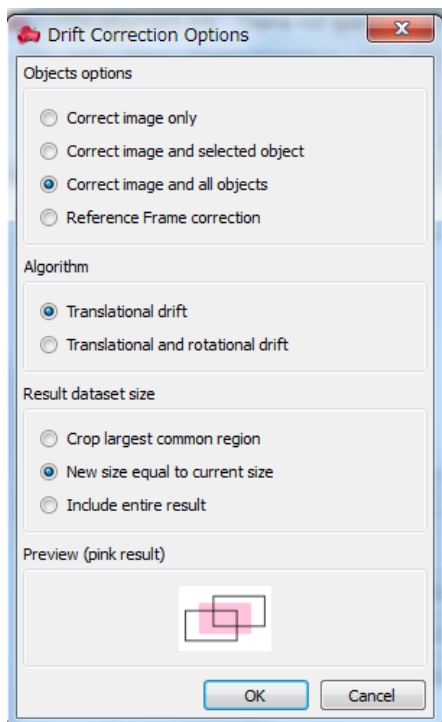 Drift Correction Options
Objects options
Correct image only
Correct image and selected object
Correct image and all objects
Reference Frame correction
Algorithm
Translational drift
Translational and rotational drift
Result dataset size
Crop largest common region
New size equal to current size
Include entire result
Preview (pink result)
OK Cancel